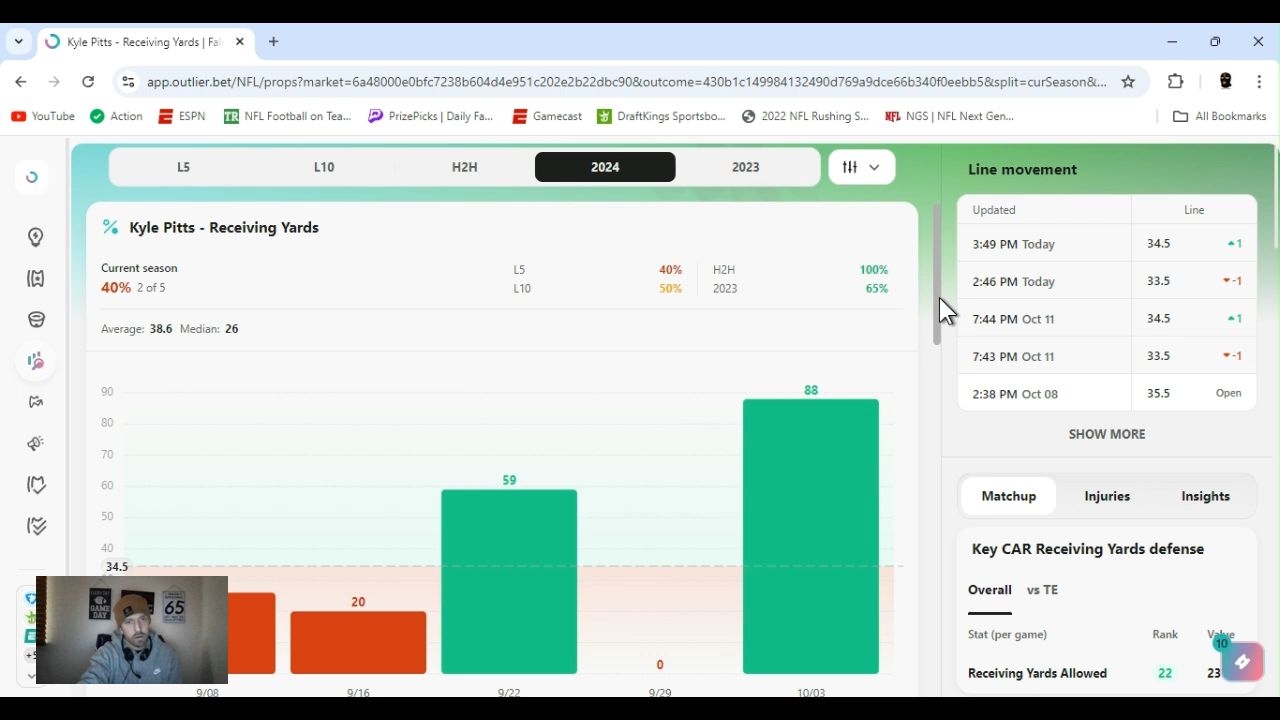 Kyle Pitts - Receiving Yards | Fal
app.outlier.bet/NFL/props?market=6a48000e0bfc7238b604d4e951c202e2b22dbc90&outcome=430b1c149984132490d769a9dce66b340f0eebb5&split=curSeason&...
YouTube Action ESPN NFL Football on Tea... PrizePicks | Daily Fa... Gamecast DraftKings Sportsbo... 2022 NFL Rushing S... NGS | NFL Next Gen... All Bookmarks
L5 L10 H2H 2024 2023
Kyle Pitts - Receiving Yards
Current season
40% 2 of 5
L5 40% H2H 100%
L10 50% 2023 65%
Average: 38.6 Median: 26
90
80
70
60
50
40
34.5
20
59
0
88
9/08 9/16 9/22 9/29 10/03
Line movement
Updated Line
3:49 PM Today 34.5 1
2:46 PM Today 33.5 -1
7:44 PM Oct 11 34.5 1
7:43 PM Oct 11 33.5 -1
2:38 PM Oct 08 35.5 Open
SHOW MORE
Matchup Injuries Insights
Key CAR Receiving Yards defense
Overall vs TE
Stat (per game) Rank
Receiving Yards Allowed 22
10
GAME DAY
65